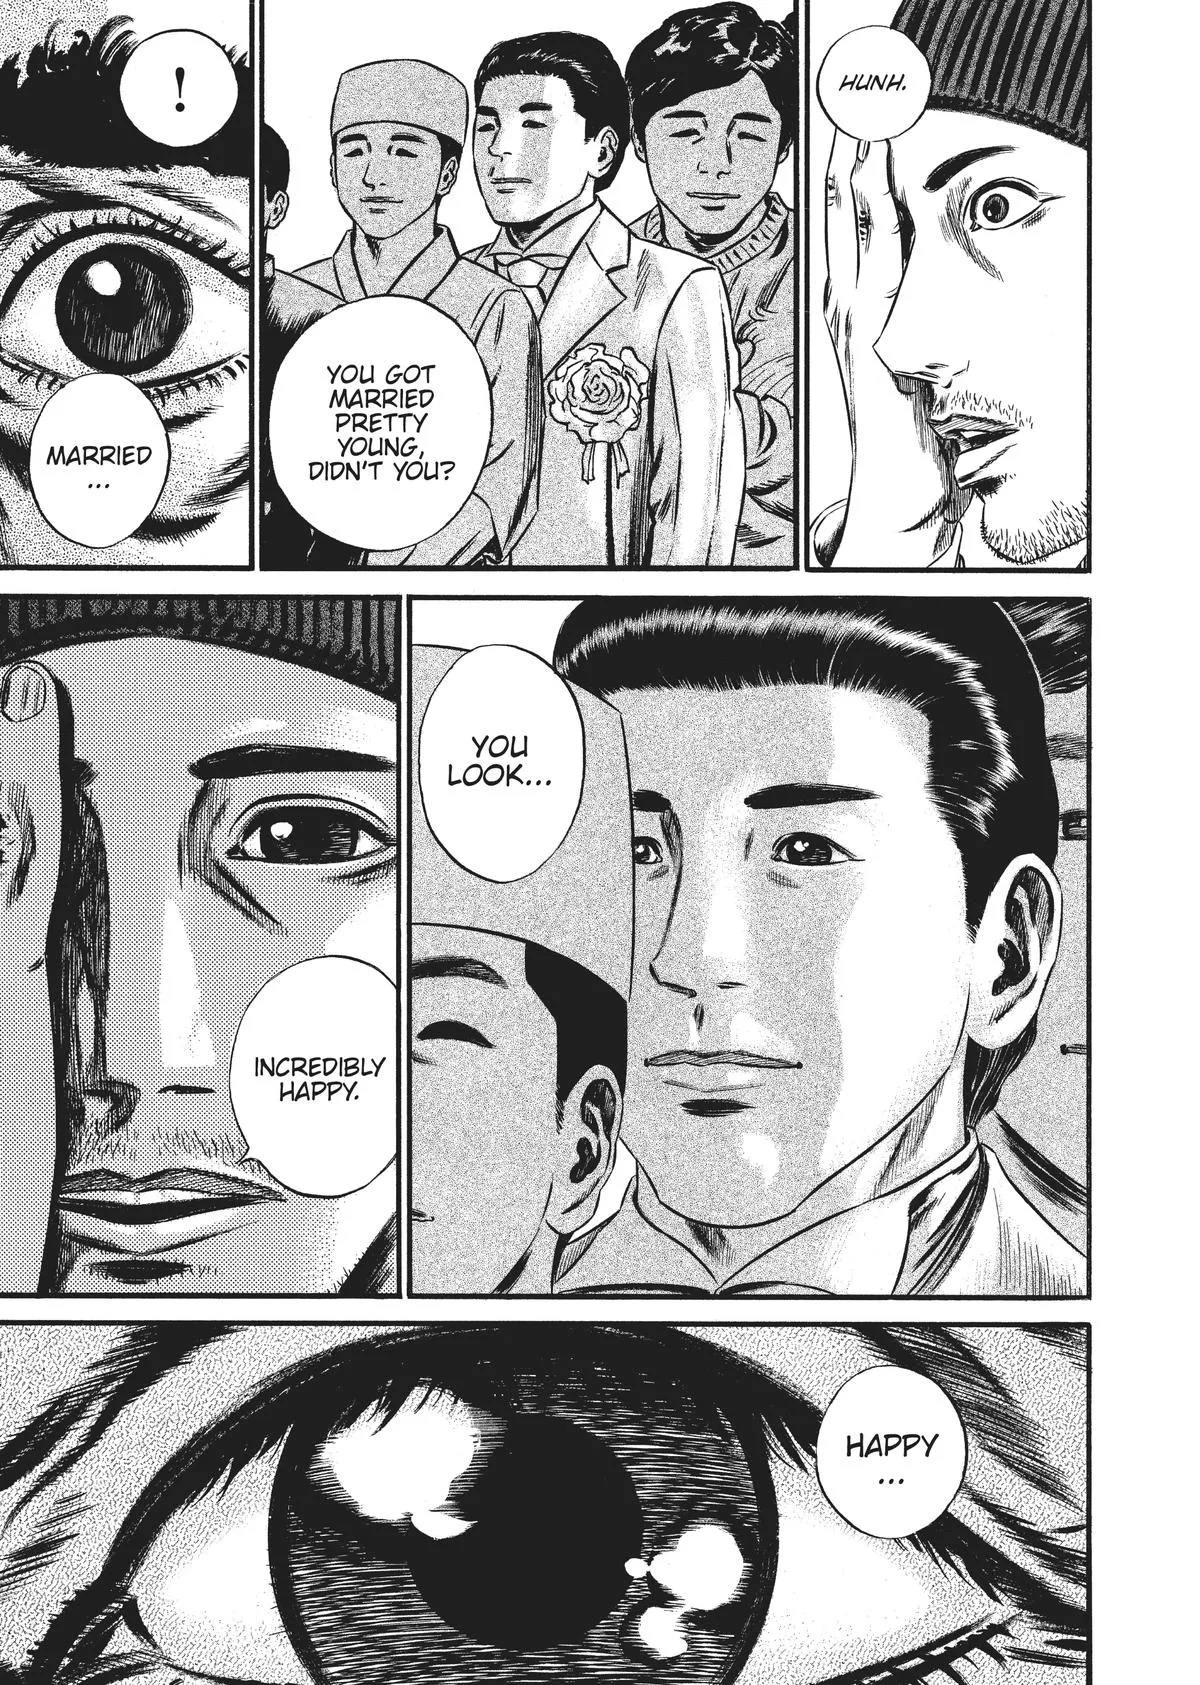 HUNH.
YOU GOT
MARRIED
PRETTY
YOUNG,
DIDN'T YOU?
!
MARRIED
...
YOU
LOOK...
INCREDIBLY
HAPPY.
HAPPY
...